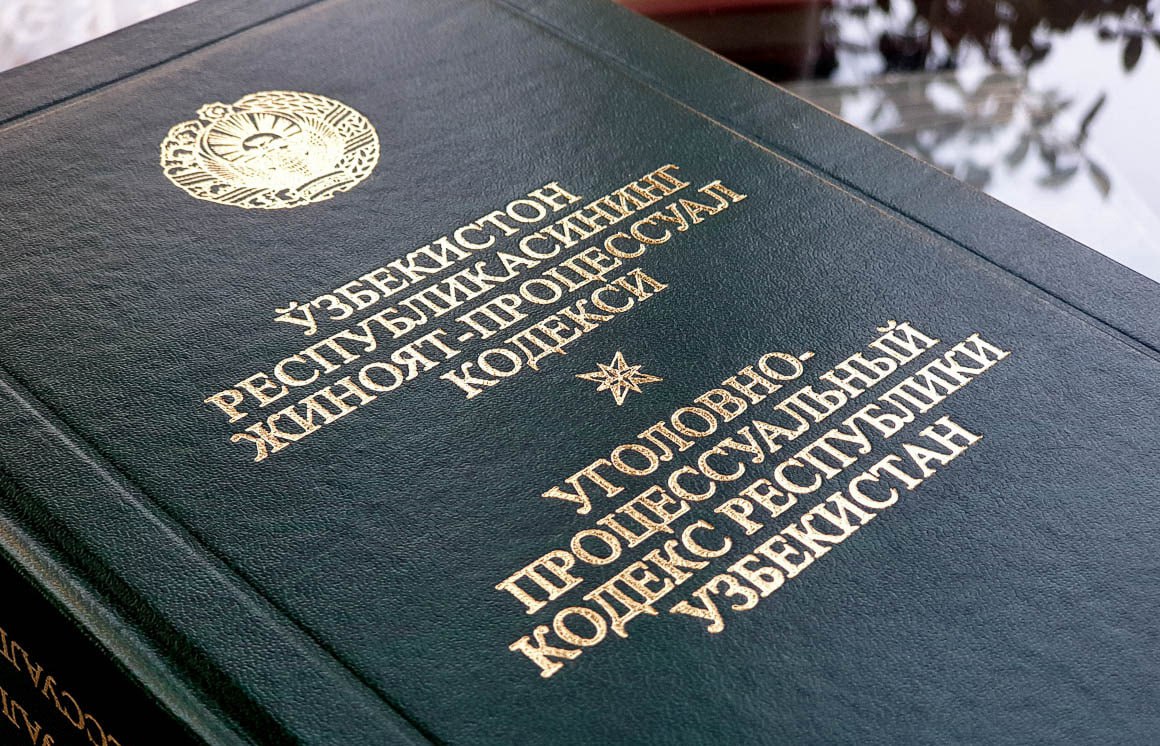 ЎЗБЕКИСТОН
РЕСПУБЛИКАСИНИНГ
ЖИНОЯТ-ПРОЦЕССУАЛ
КОДЕКСИ
УГОЛОВНО-
ПРОЦЕССУАЛЬНЫЙ
КОДЕКС РЕСПУБЛИКИ
УЗБЕКИСТАН